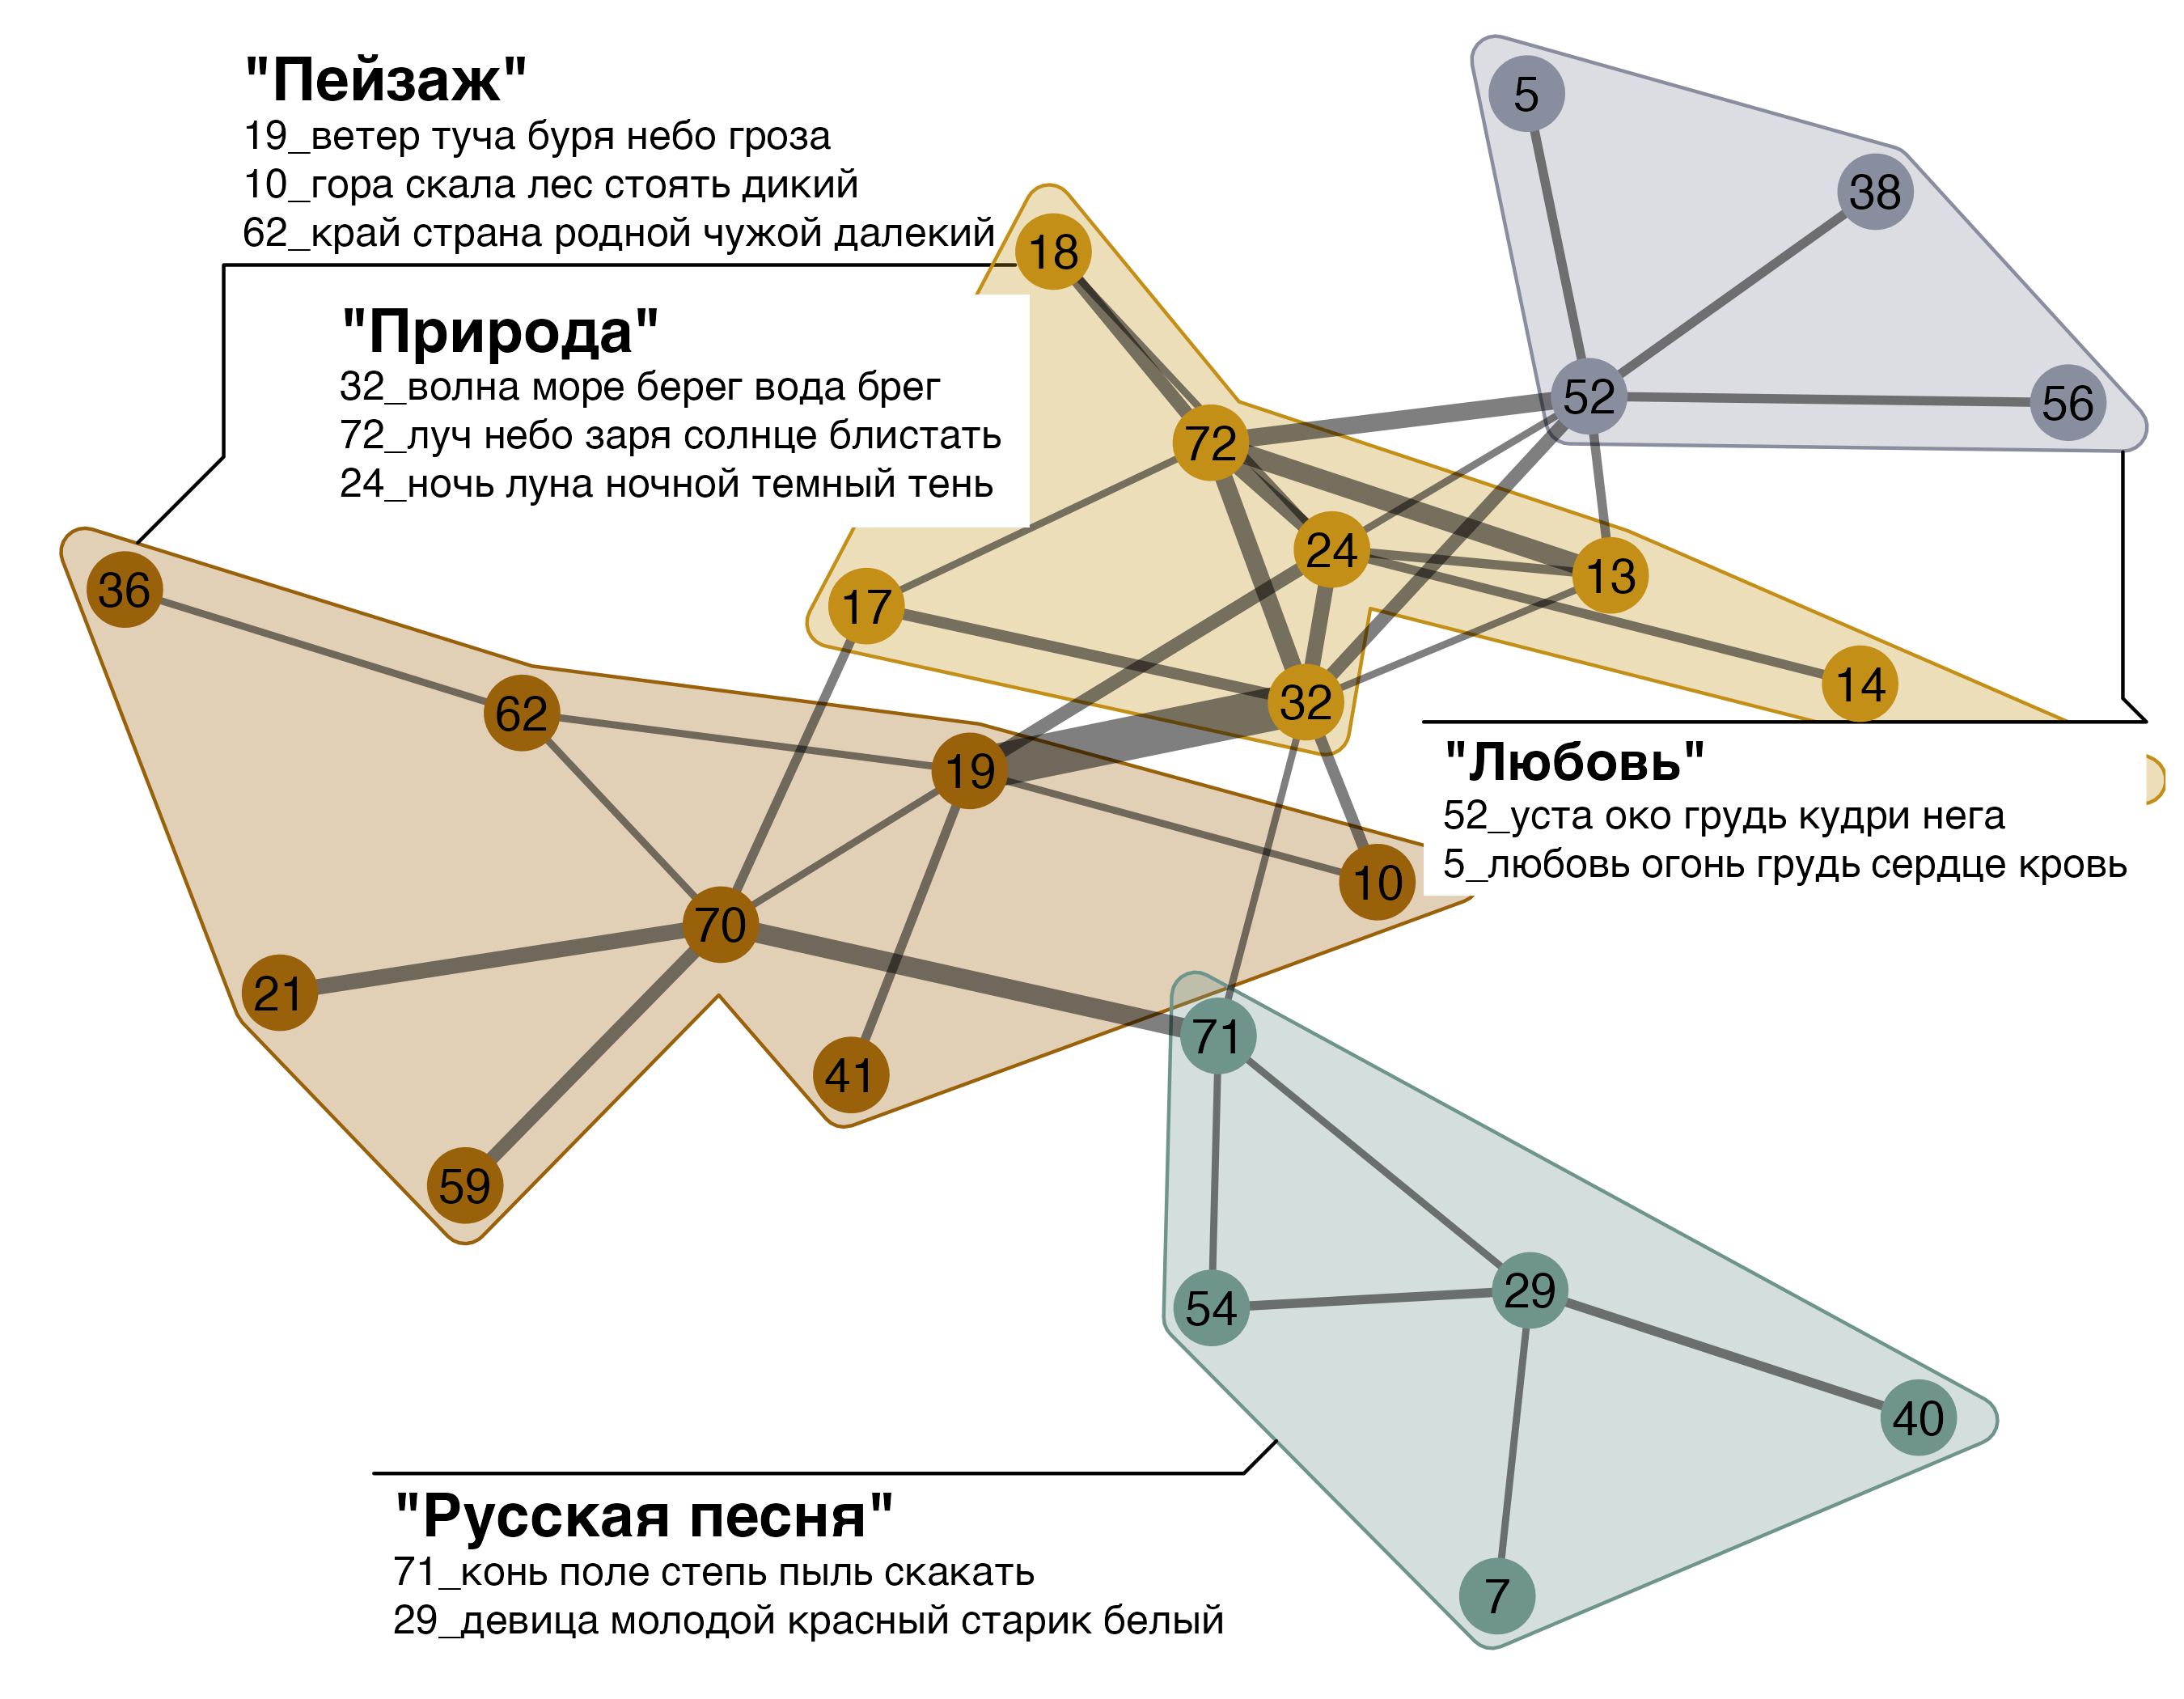 "Пейзаж"
19_ветер туча буря небо гроза
10_гора скала лес стоять дикий
62_край страна родной чужой далекий
"Природа"
32_волна море берег вода брег
72_луч небо заря солнце блистать
24_ночь луна ночной темный тень
5
38
18
52
56
72
24
13
17
36
14
32
62
19
"Любовь"
52_уста око грудь кудри нега
5_любовь огонь грудь сердце кровь
10
70
21
71
41
59
29
54
40
7
"Русская песня"
71_конь поле степь пыль скакать
29_девица молодой красный старик белый